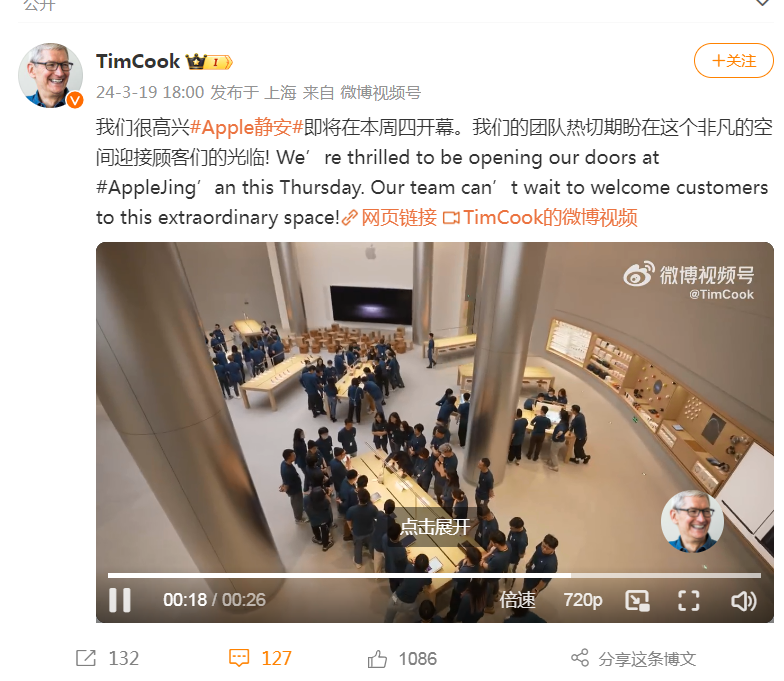 公开
TimCook I
+关注
24-3-19 18:00 发布于 上海 来自 微博视频号
我们很高兴#Apple静安#即将在本周四开幕。我们的团队热切期盼在这个非凡的空
间迎接顾客们的光临! We’re thrilled to be opening our doors at
#AppleJing’an this Thursday. Our team can’t wait to welcome customers
to this extraordinary space! 网页链接 TimCook的微博视频
微博视频号
@TimCook
点击展开
00:18 / 00:26 倍速 720p
132 127 1086 分享这条博文